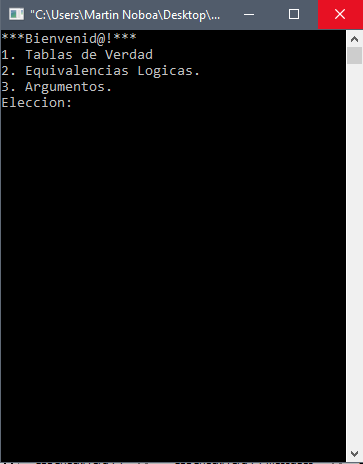 "C:\Users\Martin Noboa\Desktop\...
***Bienvenid@!***
1. Tablas de Verdad
2. Equivalencias Logicas.
3. Argumentos.
Eleccion: